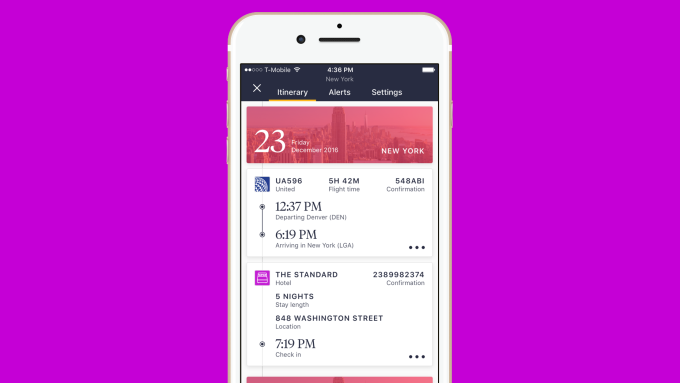 T-Mobile 4:36 PM
New York
Itinerary Alerts Settings
23 Friday
December 2016
NEW YORK
UA596 5H 42M 548ABI
United Flight time Confirmation
12:37 PM
Departing Denver (DEN)
6:19 PM
Arriving in New York (LGA)
THE STANDARD 2389982374
Hotel Confirmation
5 NIGHTS
Stay length
848 WASHINGTON STREET
Location
7:19 PM
Check in